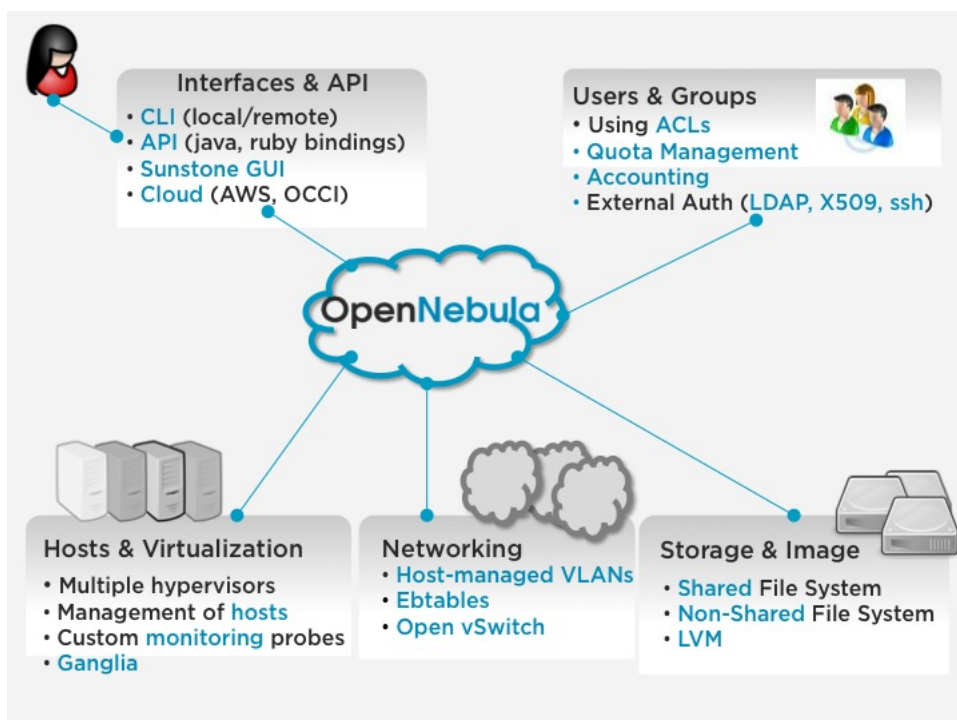 Interfaces & API
• CLI (local/remote)
• API (java, ruby bindings)
• Sunstone GUI
• Cloud (AWS, OCCI)
Users & Groups
• Using ACLs
• Quota Management
• Accounting
• External Auth (LDAP, X509, ssh)
OpenNebula
Hosts & Virtualization
• Multiple hypervisors
• Management of hosts
• Custom monitoring probes
• Ganglia
Networking
• Host-managed VLANs
• Ebtables
• Open vSwitch
Storage & Image
• Shared File System
• Non-Shared File System
• LVM